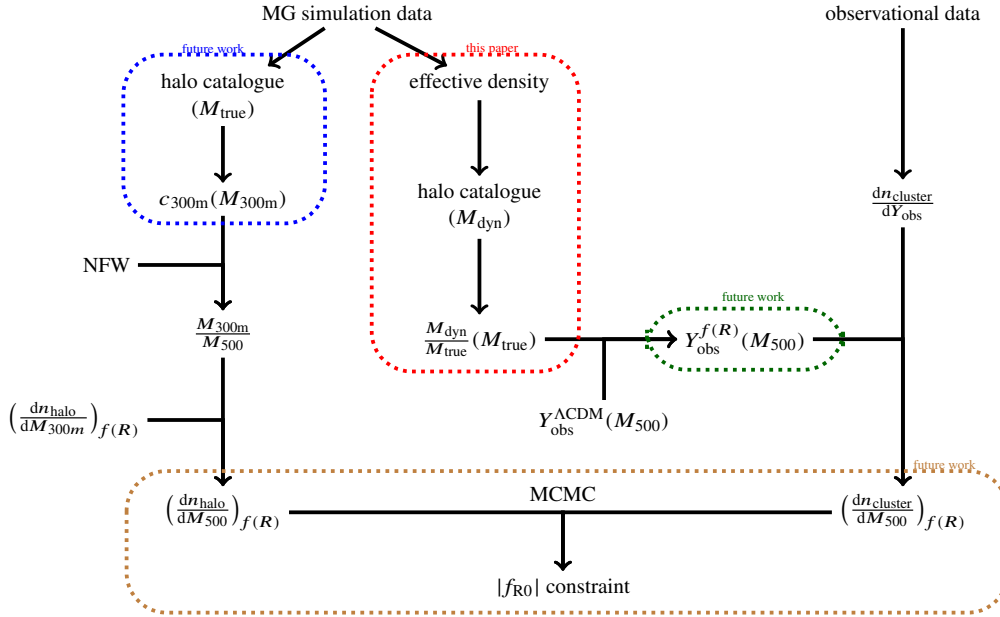 MG simulation data
observational data
future work
this paper
halo catalogue
(M_true)
effective density
c_300m(M_300m)
halo catalogue
(M_dyn)
dn_cluster/dY_obs
NFW
future work
M_300m/M_500
M_dyn/M_true(M_true)
Y_obs^f(R)(M_500)
(dn_halo/dM_300m)_f(R)
Y_obs^ΛCDM(M_500)
future work
(dn_halo/dM_500)_f(R)
MCMC
(dn_cluster/dM_500)_f(R)
|f_R0| constraint